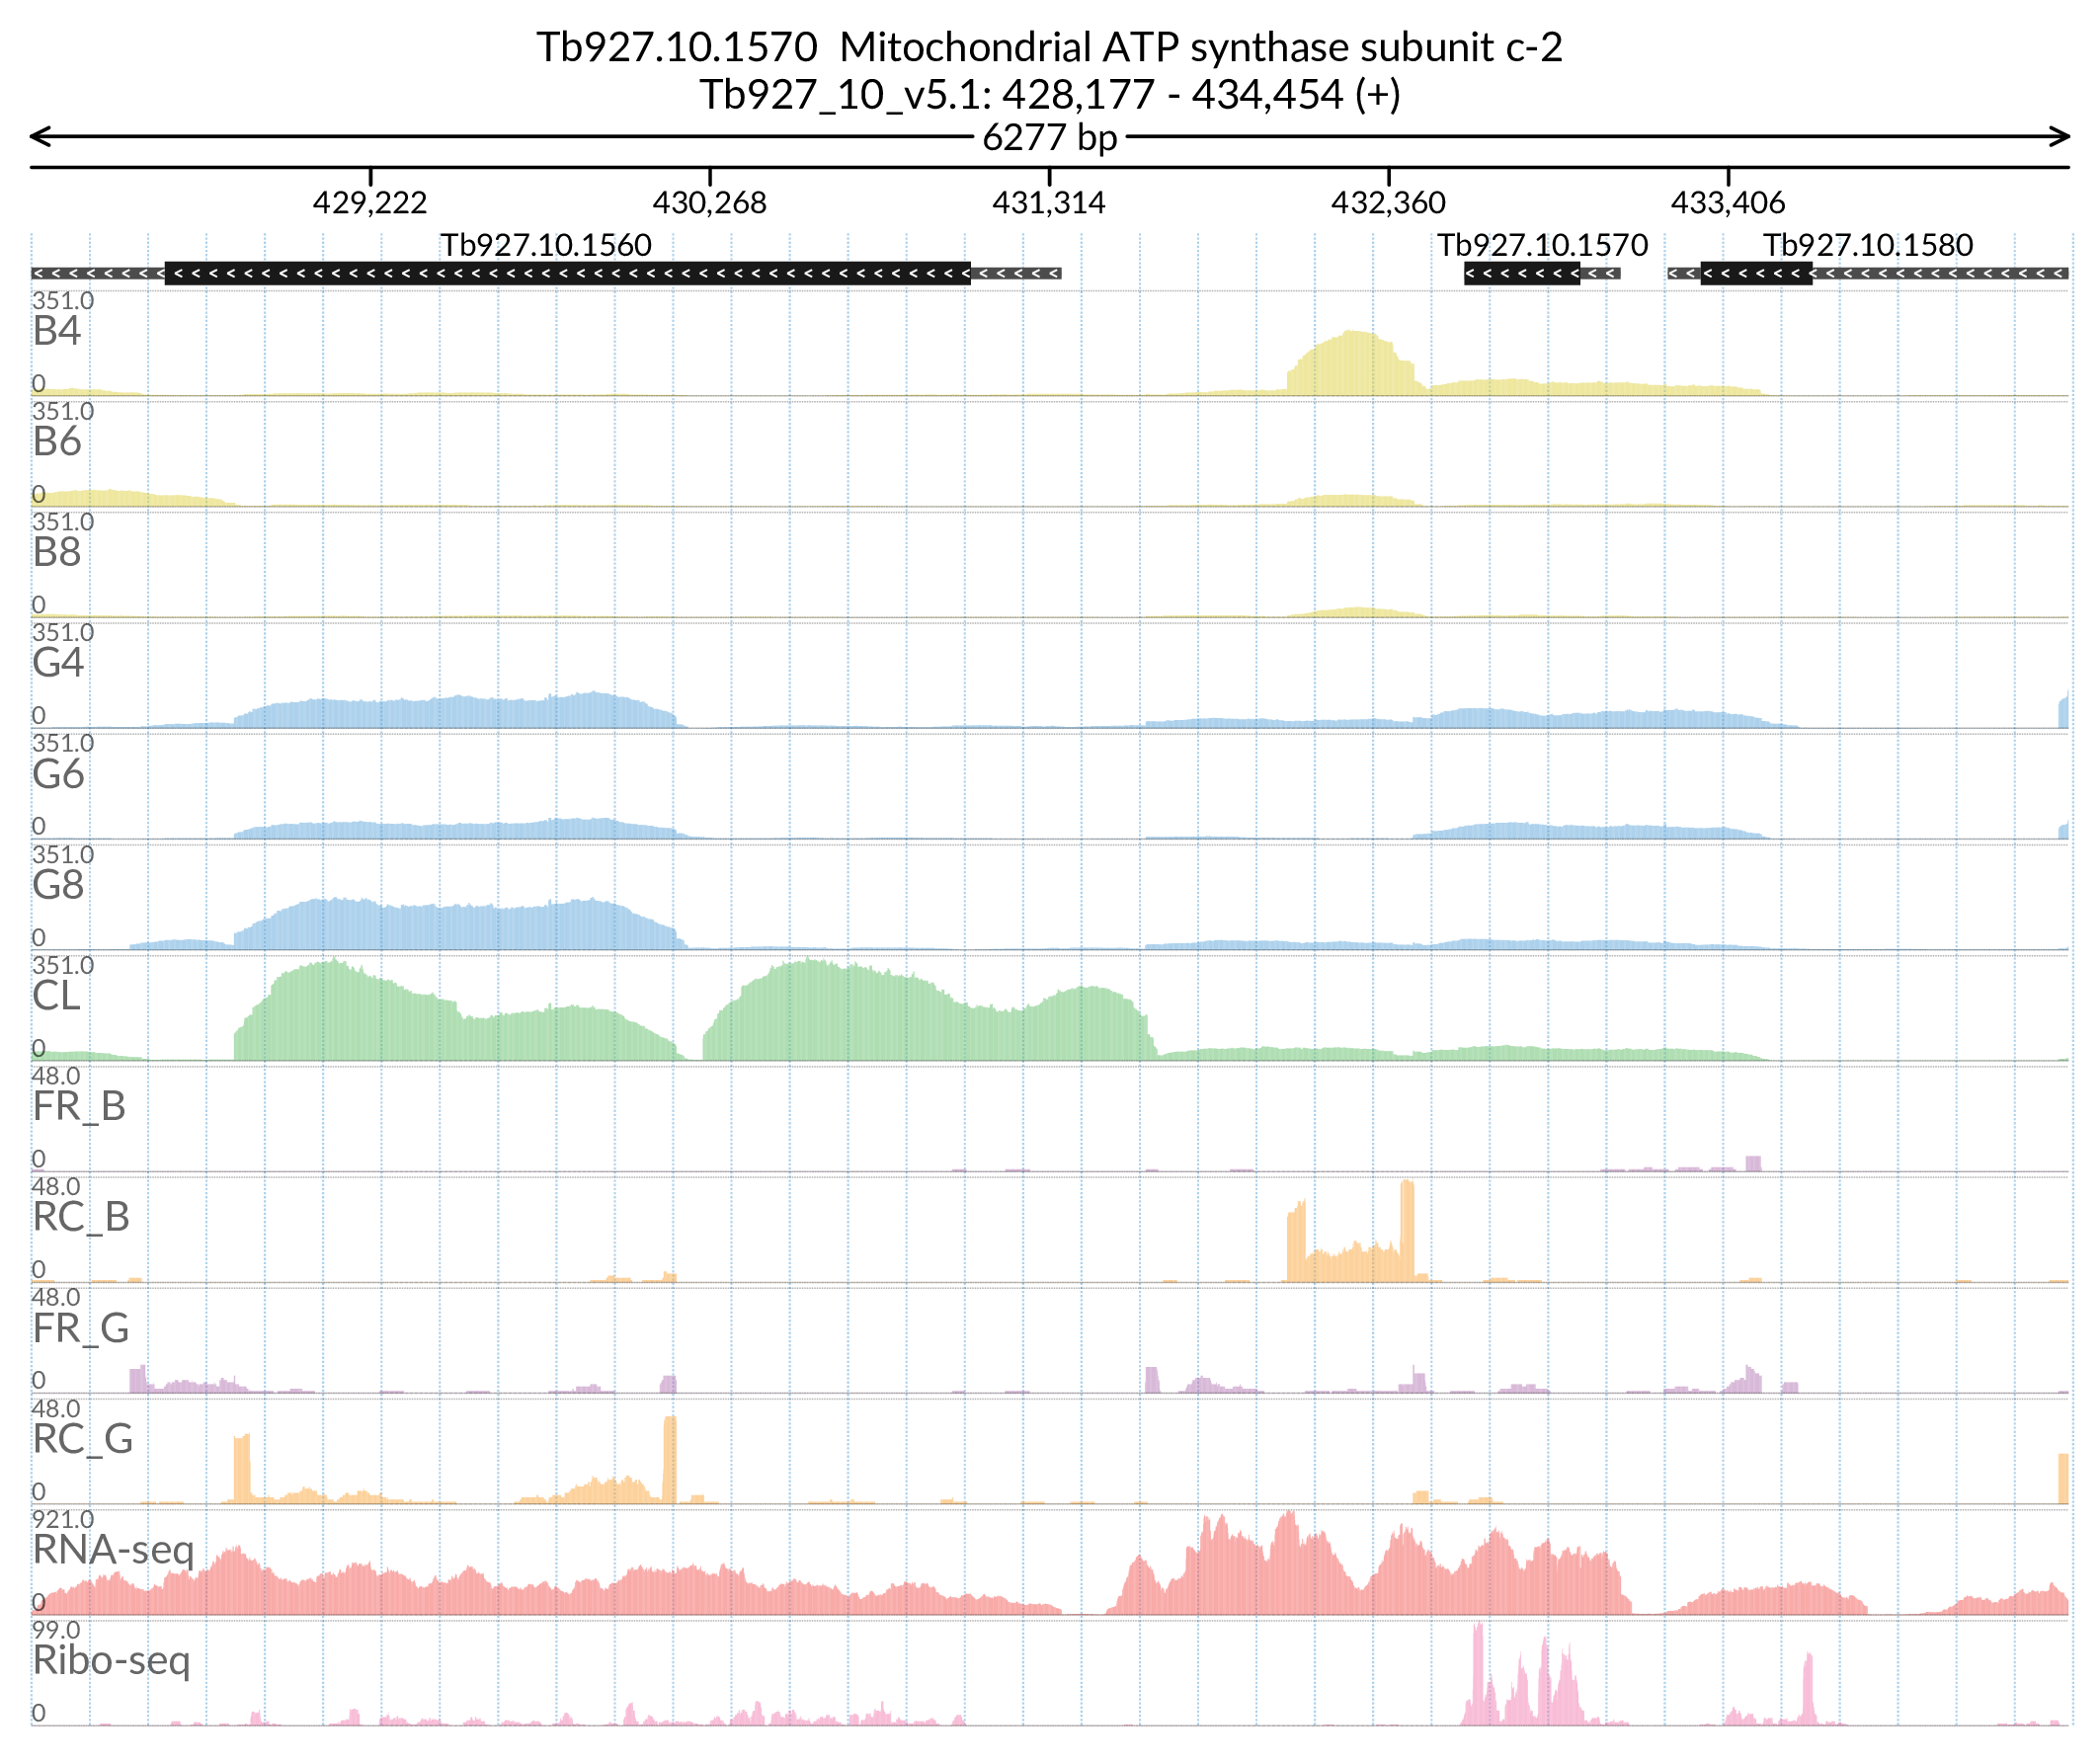 Tb927.10.1570  Mitochondrial ATP synthase subunit c-2
Tb927_10_v5.1: 428,177 - 434,454 (+)
6277 bp
429,222 430,268 431,314 432,360 433,406
Tb927.10.1560 Tb927.10.1570 Tb927.10.1580
351.0
B4
0
351.0
B6
0
351.0
B8
0
351.0
G4
0
351.0
G6
0
351.0
G8
0
351.0
CL
0
48.0
FR_B
0
48.0
RC_B
0
48.0
FR_G
0
48.0
RC_G
0
921.0
RNA-seq
0
99.0
Ribo-seq
0